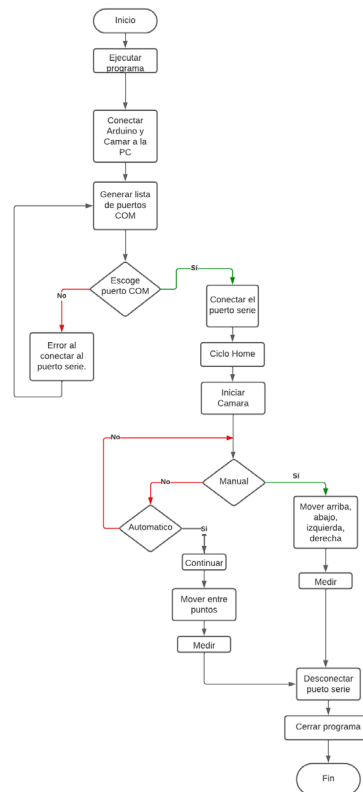 Inicio
Ejecutar
programa
Conectar
Arduino y
Camar a la
PC
Generar lista
de puertos
COM
Escoge
puerto COM
Sí
No
Error al
conectar al
puerto serie.
Conectar el
puerto serie
Ciclo Home
Iniciar
Camara
No
Manual
No
Sí
Automatico
Si
Mover arriba,
abajo,
izquierda,
derecha
Continuar
Medir
Mover entre
puntos
Medir
Desconectar
pueto serie
Cerrar programa
Fin